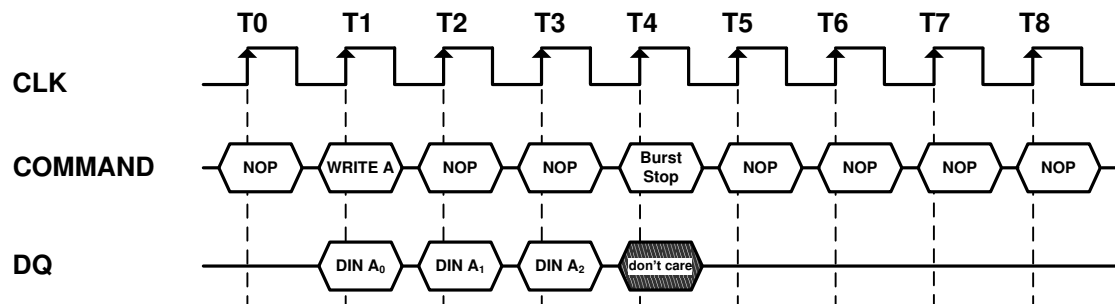 T0 T1 T2 T3 T4 T5 T6 T7 T8
CLK
COMMAND NOP WRITE A NOP NOP Burst Stop NOP NOP NOP NOP
DQ DIN A₀ DIN A₁ DIN A₂ don't care